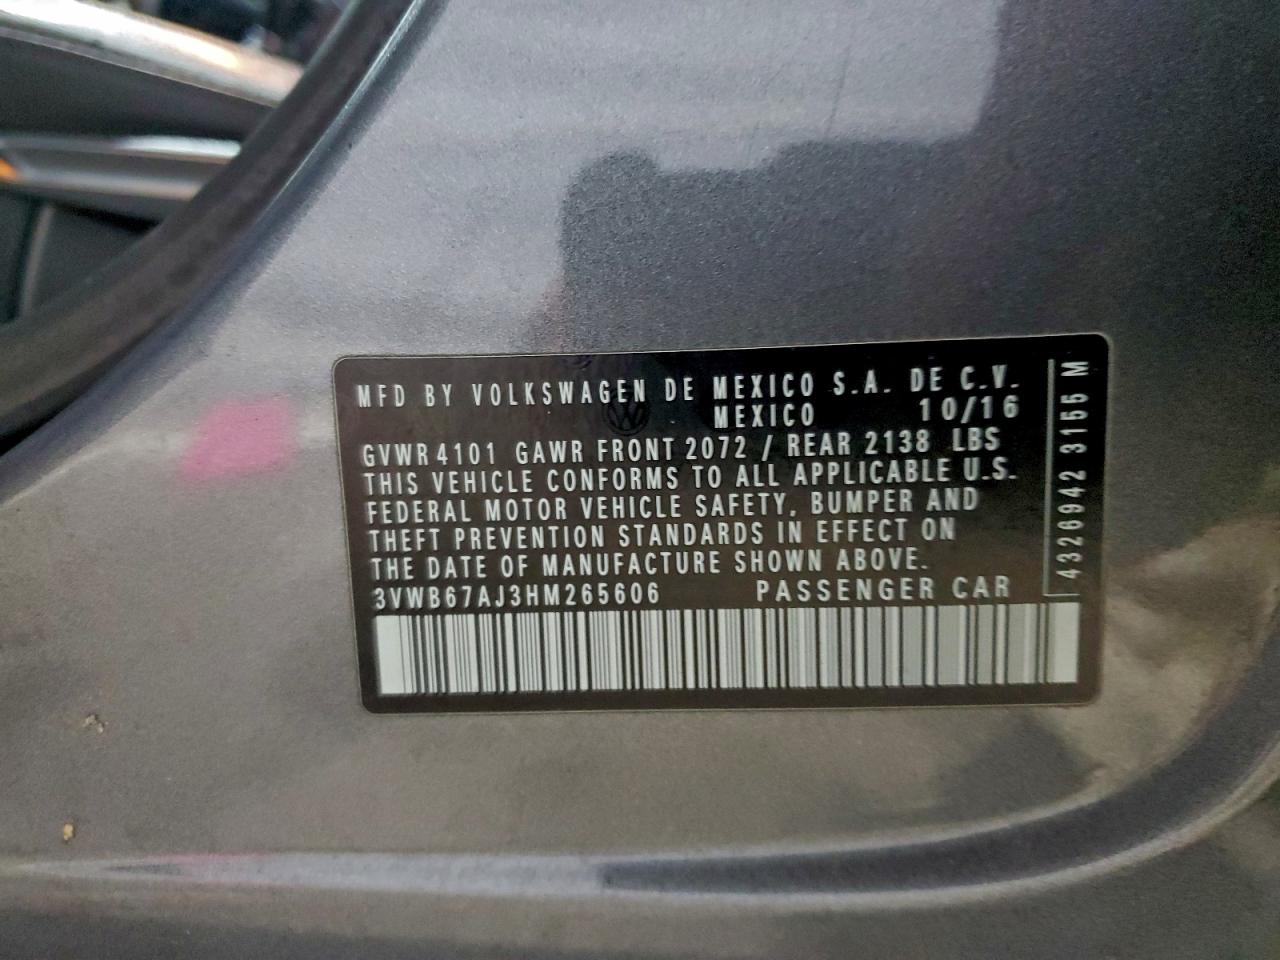 MFD BY VOLKSWAGEN DE MEXICO S.A. DE C.V.
MEXICO 10/16
GVWR 4101 GAWR FRONT 2072 / REAR 2138 LBS
THIS VEHICLE CONFORMS TO ALL APPLICABLE U.S.
FEDERAL MOTOR VEHICLE SAFETY, BUMPER AND
THEFT PREVENTION STANDARDS IN EFFECT ON
THE DATE OF MANUFACTURE SHOWN ABOVE.
3VWB67AJ3HM265606 PASSENGER CAR
4326942 3155 M